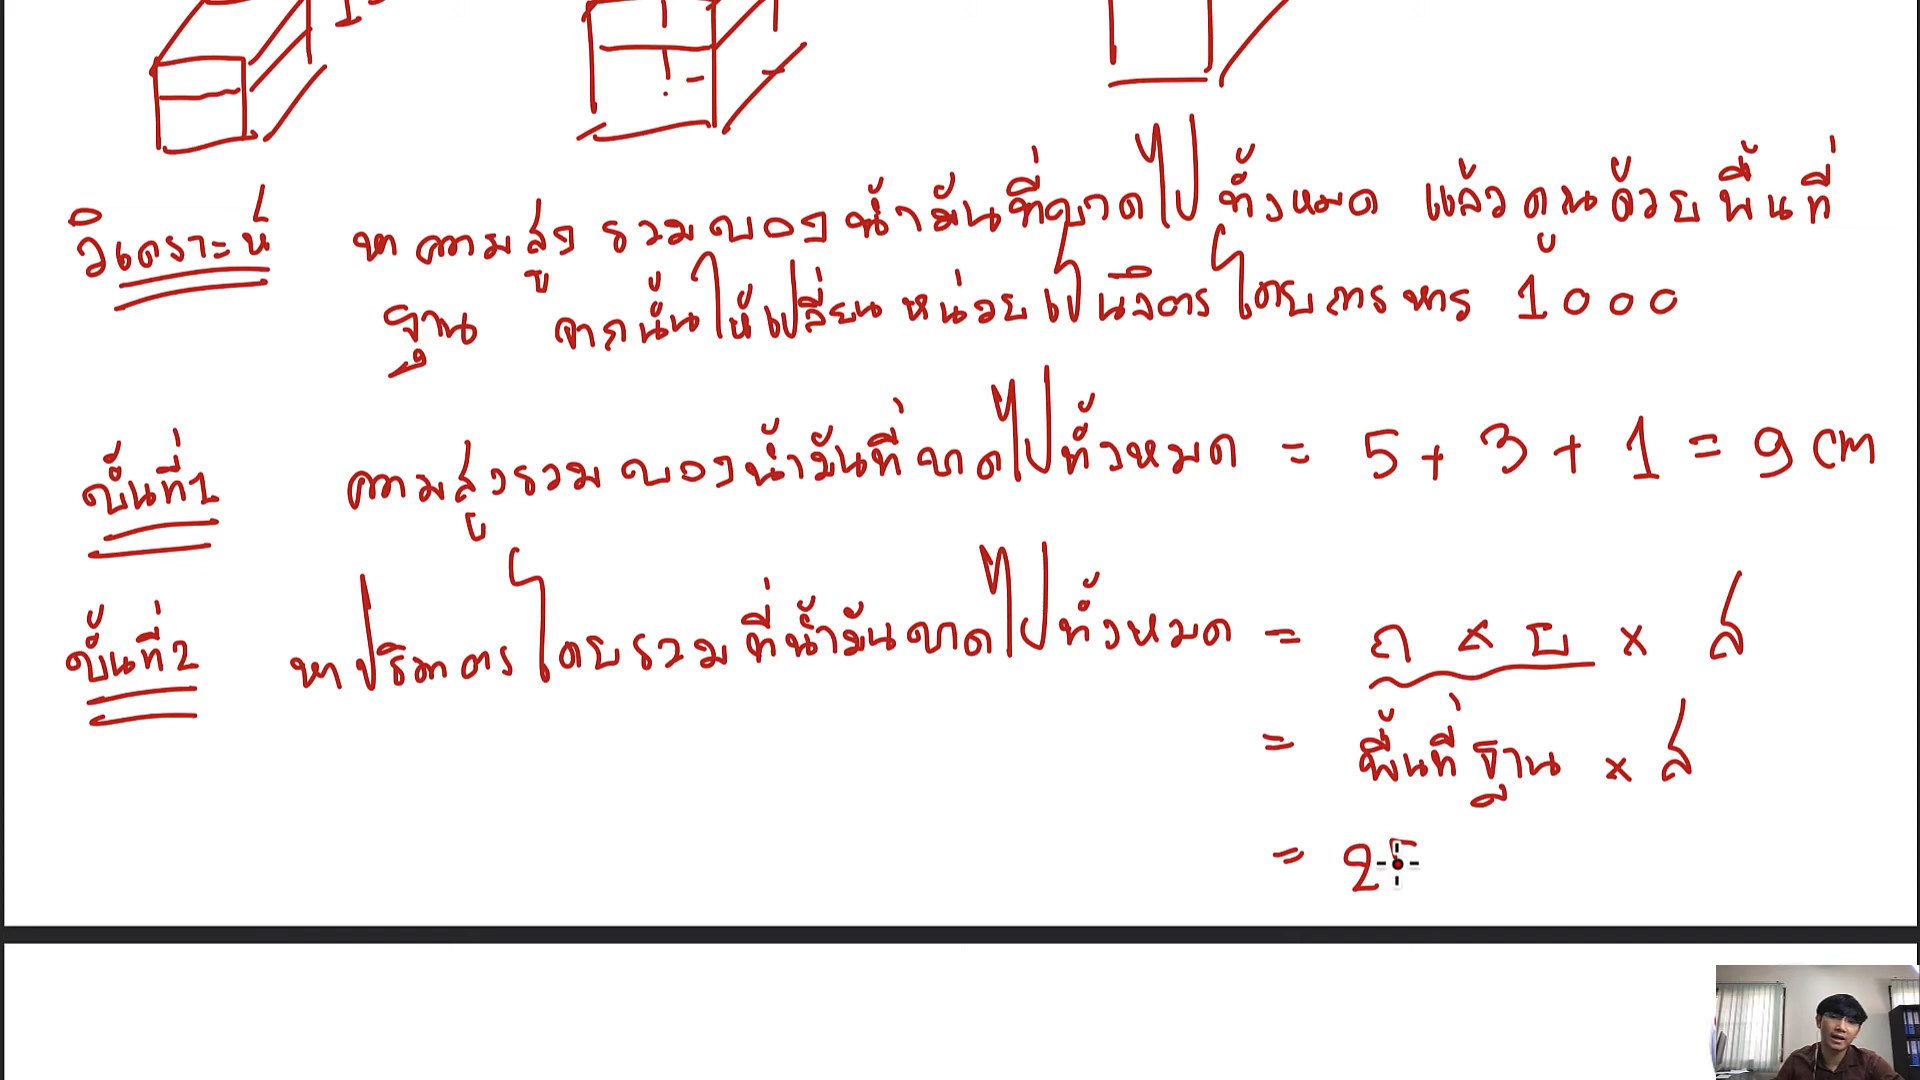 วิเคราะห์ หาความสูงรวมของน้ำมันที่ขาดไปทั้งหมด แล้วคูณด้วยพื้นที่
ฐาน จากนั้นให้เปลี่ยนหน่วยเป็นลิตรโดยการหาร 1000
ขั้นที่1 ความสูงรวมของน้ำมันที่ขาดไปทั้งหมด = 5 + 3 + 1 = 9 cm
ขั้นที่2 หาปริมาตรโดยรวมที่น้ำมันขาดไปทั้งหมด = ก × ย × ส
= พื้นที่ฐาน × ส
= 2